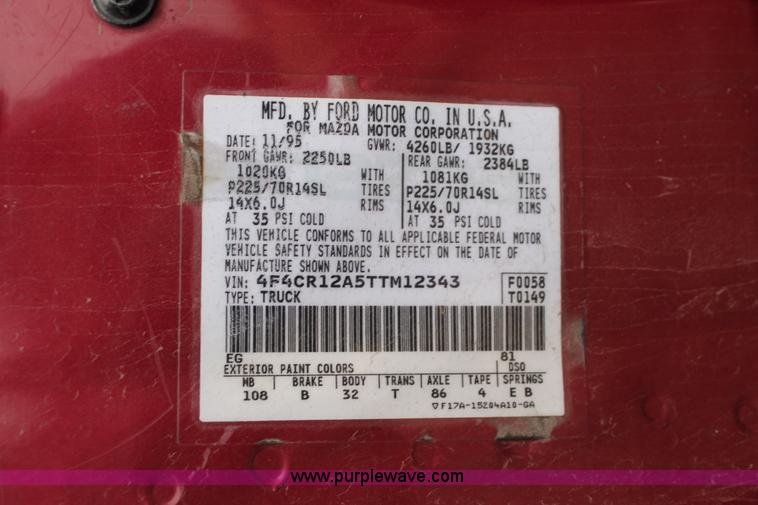 MFD. BY FORD MOTOR CO. IN U.S.A.
FOR MAZDA MOTOR CORPORATION
DATE: 11/95 GVWR: 4260LB/ 1932KG
FRONT GAWR: 2250LB REAR GAWR: 2384LB
1020KG WITH 1081KG WITH
P225/70R14SL TIRES P225/70R14SL TIRES
14X6.0J RIMS 14X6.0J RIMS
AT 35 PSI COLD AT 35 PSI COLD
THIS VEHICLE CONFORMS TO ALL APPLICABLE FEDERAL MOTOR
VEHICLE SAFETY STANDARDS IN EFFECT ON THE DATE OF
MANUFACTURE SHOWN ABOVE.
VIN: 4F4CR12A5TTM12343 F0058
TYPE: TRUCK T0149
EG 81
EXTERIOR PAINT COLORS DSO
WB BRAKE BODY TRANS AXLE TAPE SPRINGS
108 B 32 T 86 4 E B
▽F17A-15204A10-GA
www.purplewave.com